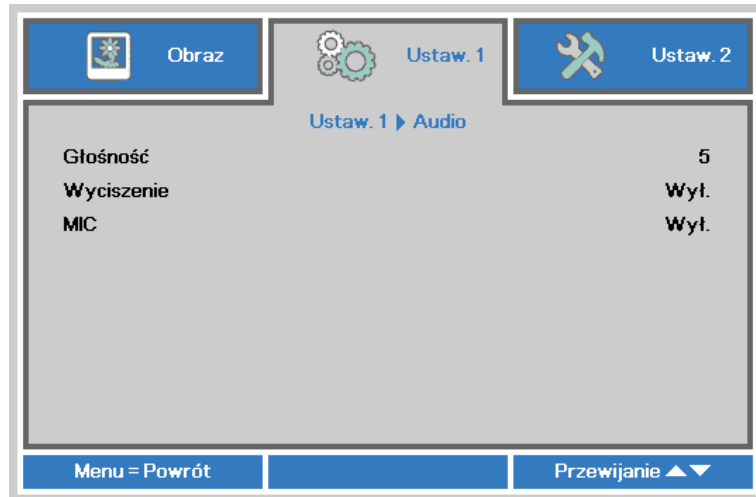 Obraz Ustaw. 1 Ustaw. 2
Ustaw. 1 ▶ Audio
Głośność 5
Wyciszenie Wył.
MIC Wył.
Menu = Powrót Przewijanie ▲▼